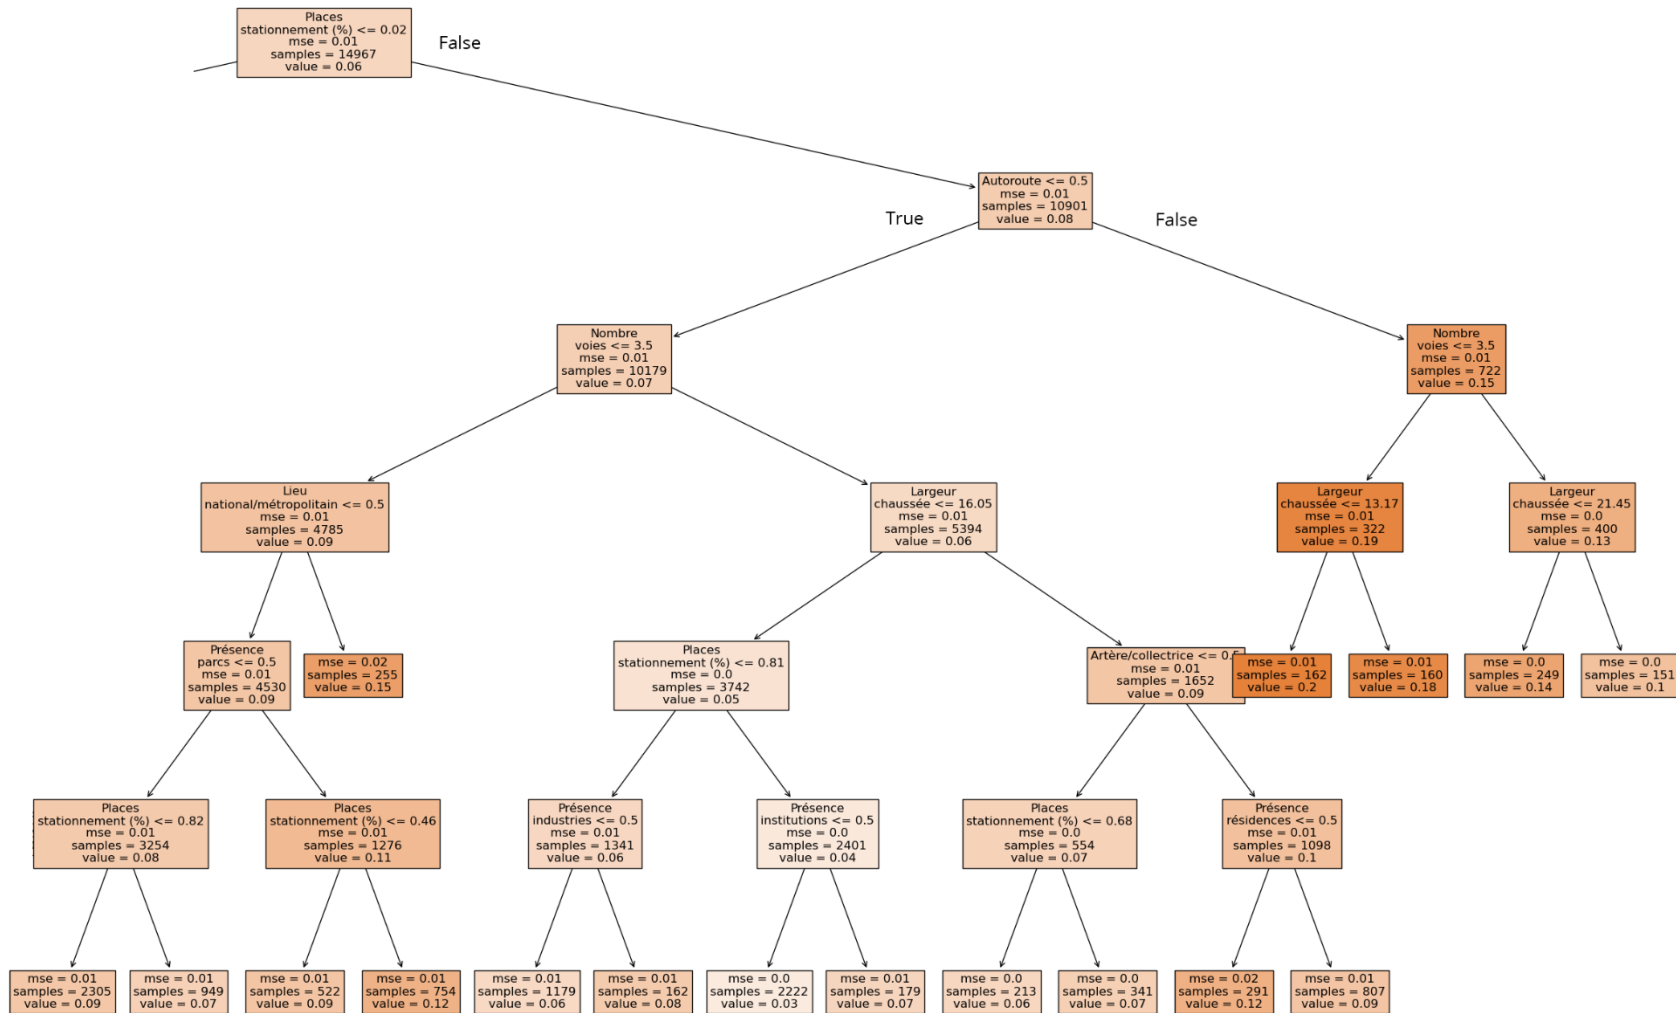 Places
stationnement (%) <= 0.02
mse = 0.01
samples = 14967
value = 0.06
False
Autoroute <= 0.5
mse = 0.01
samples = 10901
value = 0.08
True
False
Nombre
voies <= 3.5
mse = 0.01
samples = 10179
value = 0.07
Nombre
voies <= 3.5
mse = 0.01
samples = 722
value = 0.15
Lieu
national/métropolitain <= 0.5
mse = 0.01
samples = 4785
value = 0.09
Largeur
chaussée <= 16.05
mse = 0.01
samples = 5394
value = 0.06
Largeur
chaussée <= 13.17
mse = 0.01
samples = 322
value = 0.19
Largeur
chaussée <= 21.45
mse = 0.0
samples = 400
value = 0.13
Présence
parcs <= 0.5
mse = 0.01
samples = 4530
value = 0.09
mse = 0.02
samples = 255
value = 0.15
Places
stationnement (%) <= 0.81
mse = 0.0
samples = 3742
value = 0.05
Artère/collectrice <= 0.5
mse = 0.01
samples = 1652
value = 0.09
mse = 0.01
samples = 162
value = 0.2
mse = 0.01
samples = 160
value = 0.18
mse = 0.0
samples = 249
value = 0.14
mse = 0.0
samples = 151
value = 0.1
Places
stationnement (%) <= 0.82
mse = 0.01
samples = 3254
value = 0.08
Places
stationnement (%) <= 0.46
mse = 0.01
samples = 1276
value = 0.11
Présence
industries <= 0.5
mse = 0.01
samples = 1341
value = 0.06
Présence
institutions <= 0.5
mse = 0.0
samples = 2401
value = 0.04
Places
stationnement (%) <= 0.68
mse = 0.0
samples = 554
value = 0.07
Présence
résidences <= 0.5
mse = 0.01
samples = 1098
value = 0.1
mse = 0.01
samples = 2305
value = 0.09
mse = 0.01
samples = 949
value = 0.07
mse = 0.01
samples = 522
value = 0.09
mse = 0.01
samples = 754
value = 0.12
mse = 0.01
samples = 1179
value = 0.06
mse = 0.01
samples = 162
value = 0.08
mse = 0.0
samples = 2222
value = 0.03
mse = 0.01
samples = 179
value = 0.07
mse = 0.0
samples = 213
value = 0.06
mse = 0.0
samples = 341
value = 0.07
mse = 0.02
samples = 291
value = 0.12
mse = 0.01
samples = 807
value = 0.09